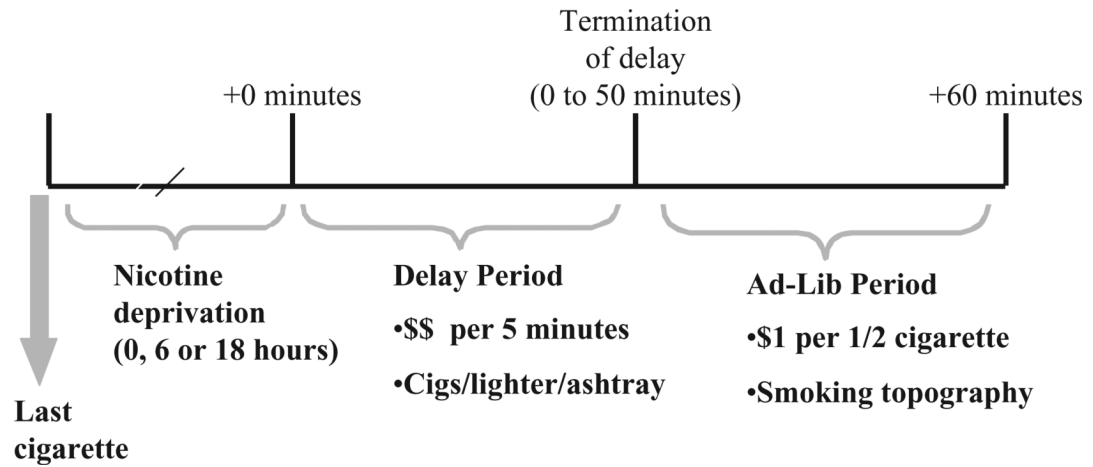 Termination
of delay
+0 minutes
(0 to 50 minutes)
+60 minutes
Nicotine
deprivation
(0, 6 or 18 hours)
Delay Period
•$$ per 5 minutes
•Cigs/lighter/ashtray
Ad-Lib Period
•$1 per 1/2 cigarette
•Smoking topography
Last
cigarette